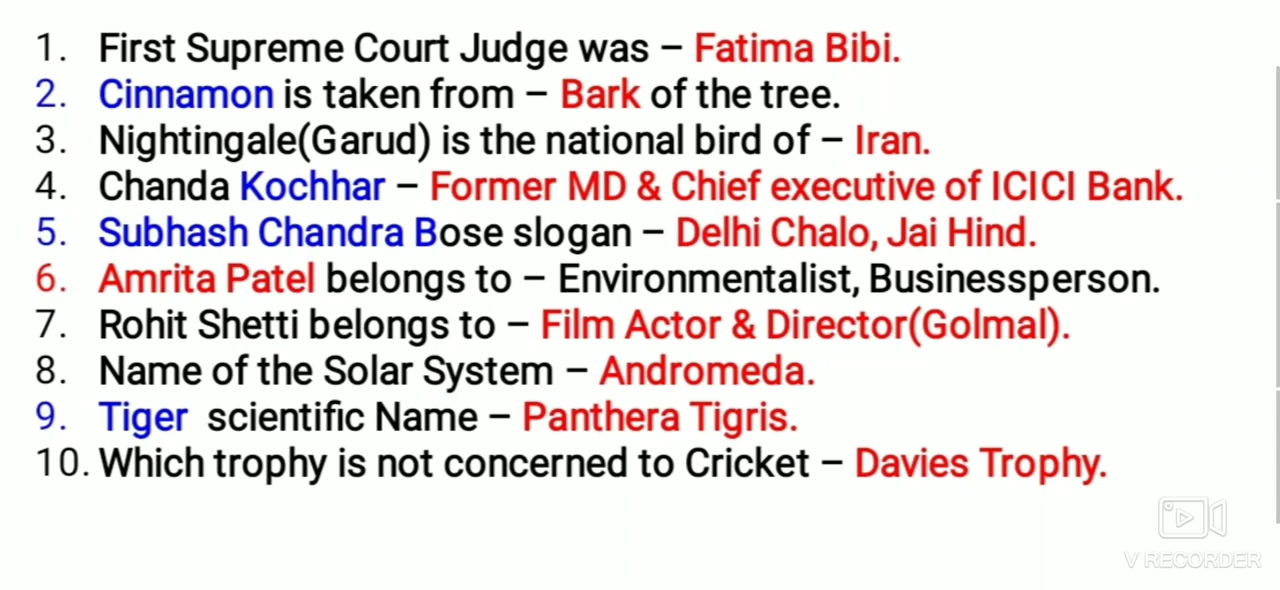 1. First Supreme Court Judge was – Fatima Bibi.
2. Cinnamon is taken from – Bark of the tree.
3. Nightingale(Garud) is the national bird of – Iran.
4. Chanda Kochhar – Former MD & Chief executive of ICICI Bank.
5. Subhash Chandra Bose slogan – Delhi Chalo, Jai Hind.
6. Amrita Patel belongs to – Environmentalist, Businessperson.
7. Rohit Shetti belongs to – Film Actor & Director(Golmal).
8. Name of the Solar System – Andromeda.
9. Tiger scientific Name – Panthera Tigris.
10. Which trophy is not concerned to Cricket – Davies Trophy.
V RECORDER